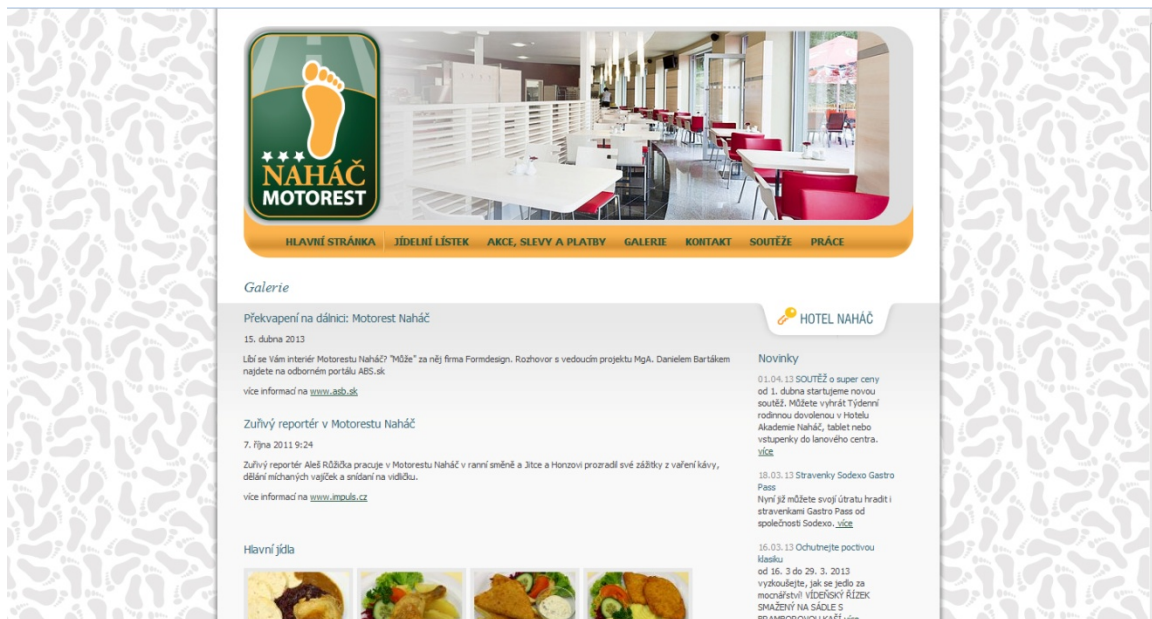 NAHÁČ
MOTOREST
HLAVNÍ STRÁNKA JÍDELNÍ LÍSTEK AKCE, SLEVY A PLATBY GALERIE KONTAKT SOUTĚŽE PRÁCE
Galerie
Překvapení na dálnici: Motorest Naháč
15. dubna 2013
Líbí se Vám interiér Motorestu Naháč? "Může" za něj firma Formdesign. Rozhovor s vedoucím projektu MgA. Danielem Bartákem
najdete na odborném portálu ABS.sk
více informací na www.asb.sk
Zuřivý reportér v Motorestu Naháč
7. října 2011 9:24
Zuřivý reportér Aleš Růžička pracuje v Motorestu Naháč v ranní směně a Jitce a Honzovi prozradil své zážitky z vaření kávy,
dělání míchaných vajíček a snídaní na vidličku.
více informací na www.impuls.cz
Hlavní jídla
HOTEL NAHÁČ
Novinky
01.04.13 SOUTĚŽ o super ceny
od 1. dubna startujeme novou
soutěž. Můžete vyhrát Týdenní
rodinnou dovolenou v Hotelu
Akademie Naháč, tablet nebo
vstupenky do lanového centra.
více
18.03.13 Stravenky Sodexo Gastro
Pass
Nyní již můžete svojí útratu hradit i
stravenkami Gastro Pass od
společnosti Sodexo. více
16.03.13 Ochutnejte poctivou
klasiku
od 16. 3 do 29. 3. 2013
vyzkoušejte, jak se jedlo za
mocnářství! VÍDEŇSKÝ ŘÍZEK
SMAŽENÝ NA SÁDLE S
BRAMBOROVOU KAŠÍ více